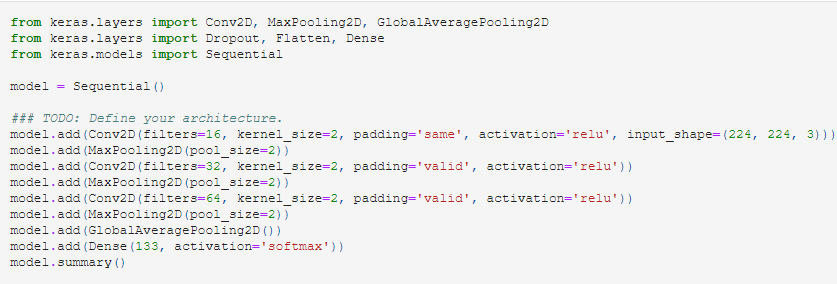 from keras.layers import Conv2D, MaxPooling2D, GlobalAveragePooling2D
from keras.layers import Dropout, Flatten, Dense
from keras.models import Sequential

model = Sequential()

### TODO: Define your architecture.
model.add(Conv2D(filters=16, kernel_size=2, padding='same', activation='relu', input_shape=(224, 224, 3)))
model.add(MaxPooling2D(pool_size=2))
model.add(Conv2D(filters=32, kernel_size=2, padding='valid', activation='relu'))
model.add(MaxPooling2D(pool_size=2))
model.add(Conv2D(filters=64, kernel_size=2, padding='valid', activation='relu'))
model.add(MaxPooling2D(pool_size=2))
model.add(GlobalAveragePooling2D())
model.add(Dense(133, activation='softmax'))
model.summary()